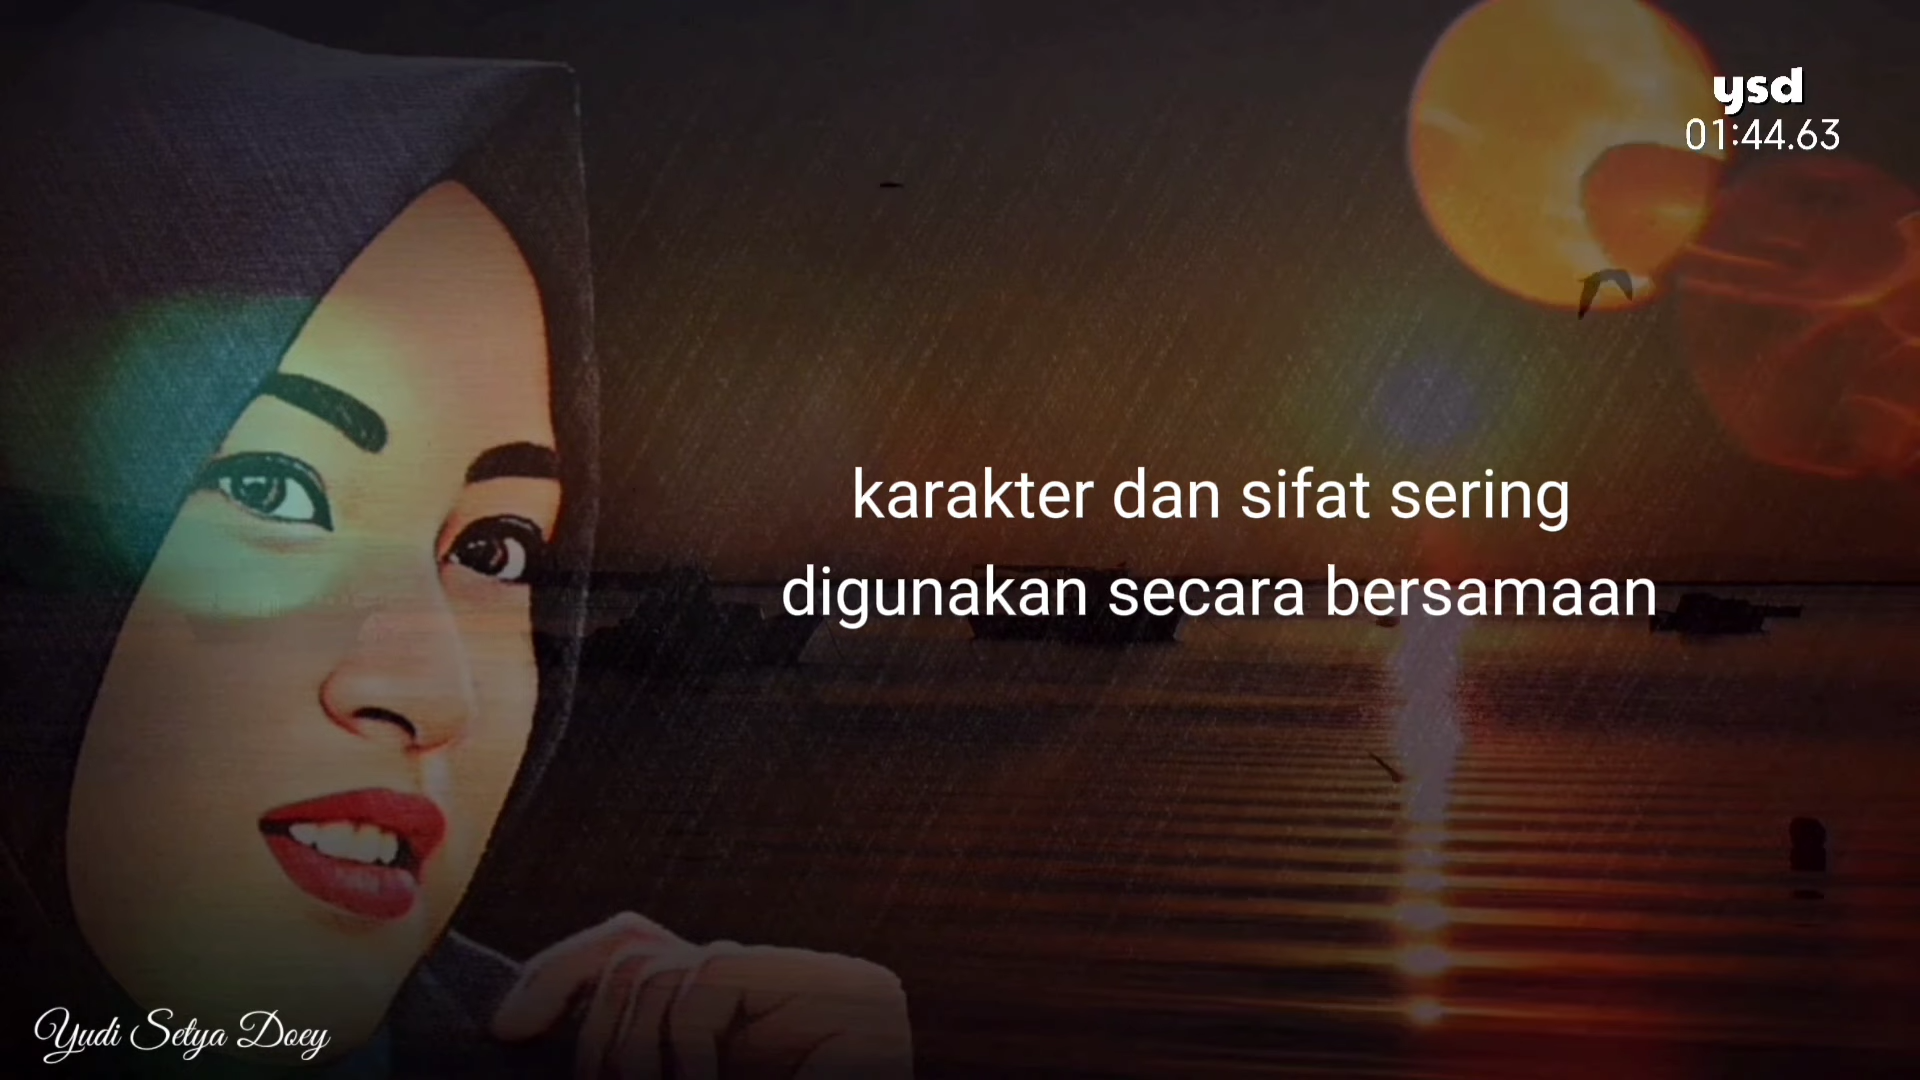 ysd
01:44.63
karakter dan sifat sering
digunakan secara bersamaan
Yudi Setya Doey